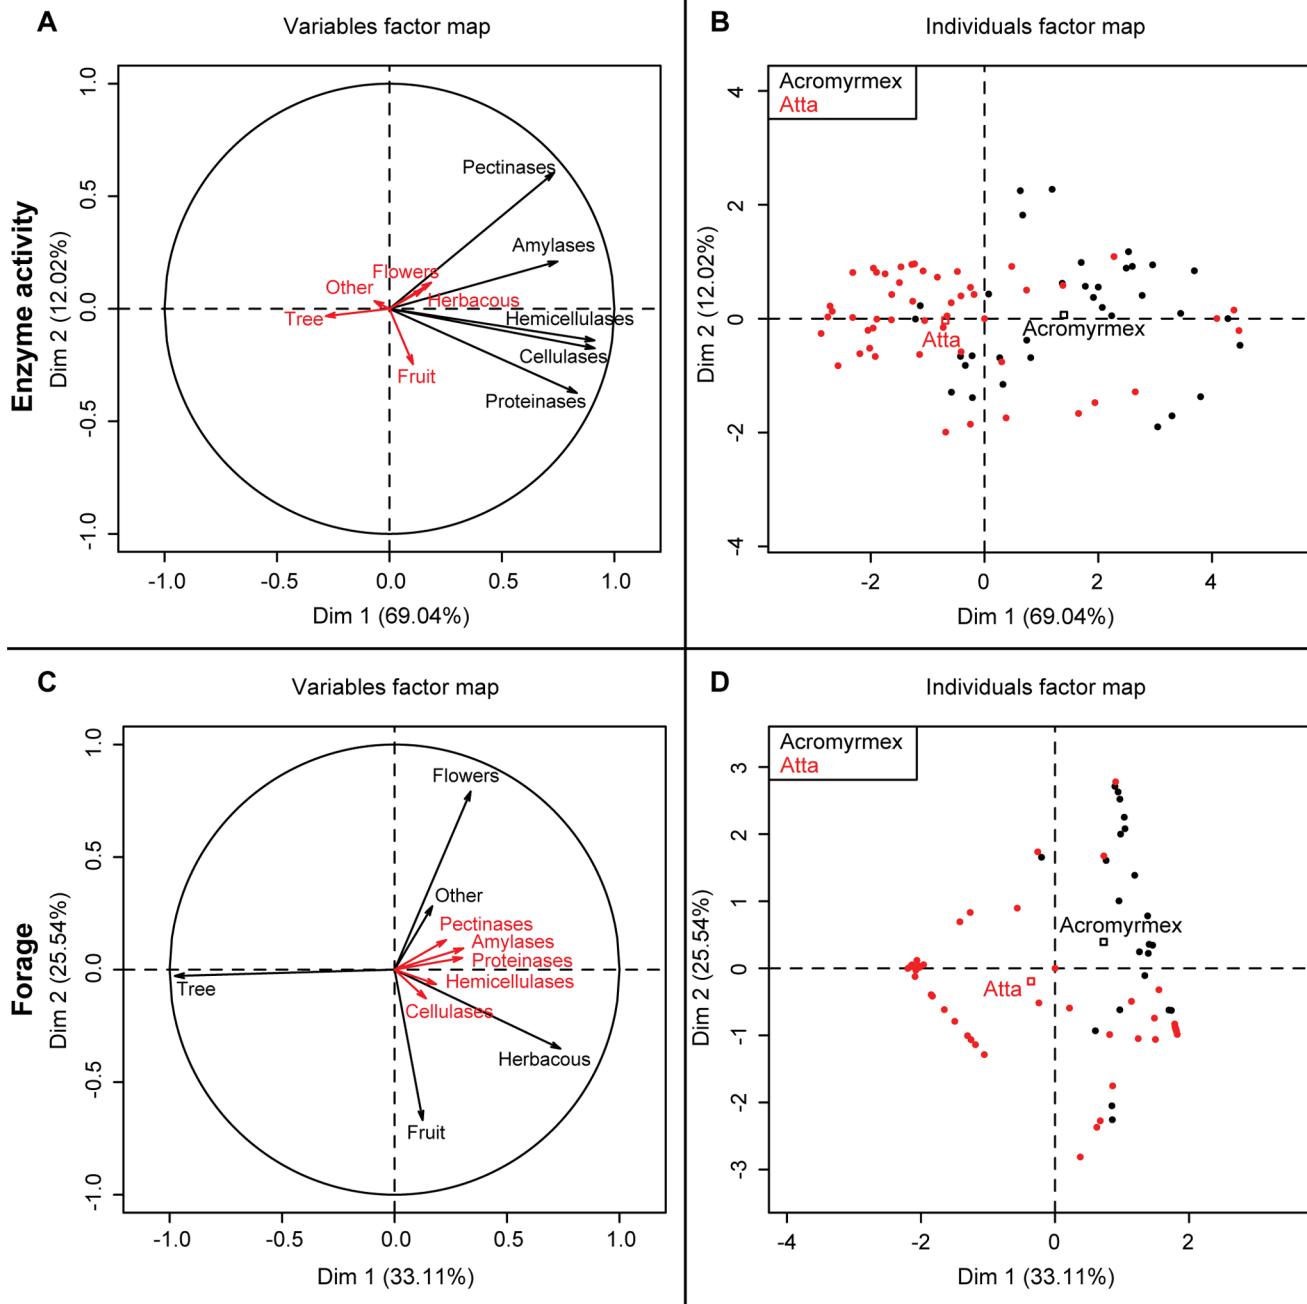 A
Variables factor map
Enzyme activity
Dim 2 (12.02%)
1.0
0.5
0.0
-0.5
-1.0
Pectinases
Amylases
Flowers
Other
Herbacous
Tree
Hemicellulases
Cellulases
Fruit
Proteinases
-1.0 -0.5 0.0 0.5 1.0
Dim 1 (69.04%)
B
Individuals factor map
Acromyrmex
Atta
Dim 2 (12.02%)
4
2
0
-2
-4
Acromyrmex
Atta
-2 0 2 4
Dim 1 (69.04%)
C
Variables factor map
Forage
Dim 2 (25.54%)
1.0
0.5
0.0
-0.5
-1.0
Flowers
Other
Pectinases
Amylases
Proteinases
Hemicellulases
Tree
Cellulases
Herbacous
Fruit
-1.0 -0.5 0.0 0.5 1.0
Dim 1 (33.11%)
D
Individuals factor map
Acromyrmex
Atta
Dim 2 (25.54%)
3
2
1
0
-1
-2
-3
Acromyrmex
Atta
-4 -2 0 2
Dim 1 (33.11%)